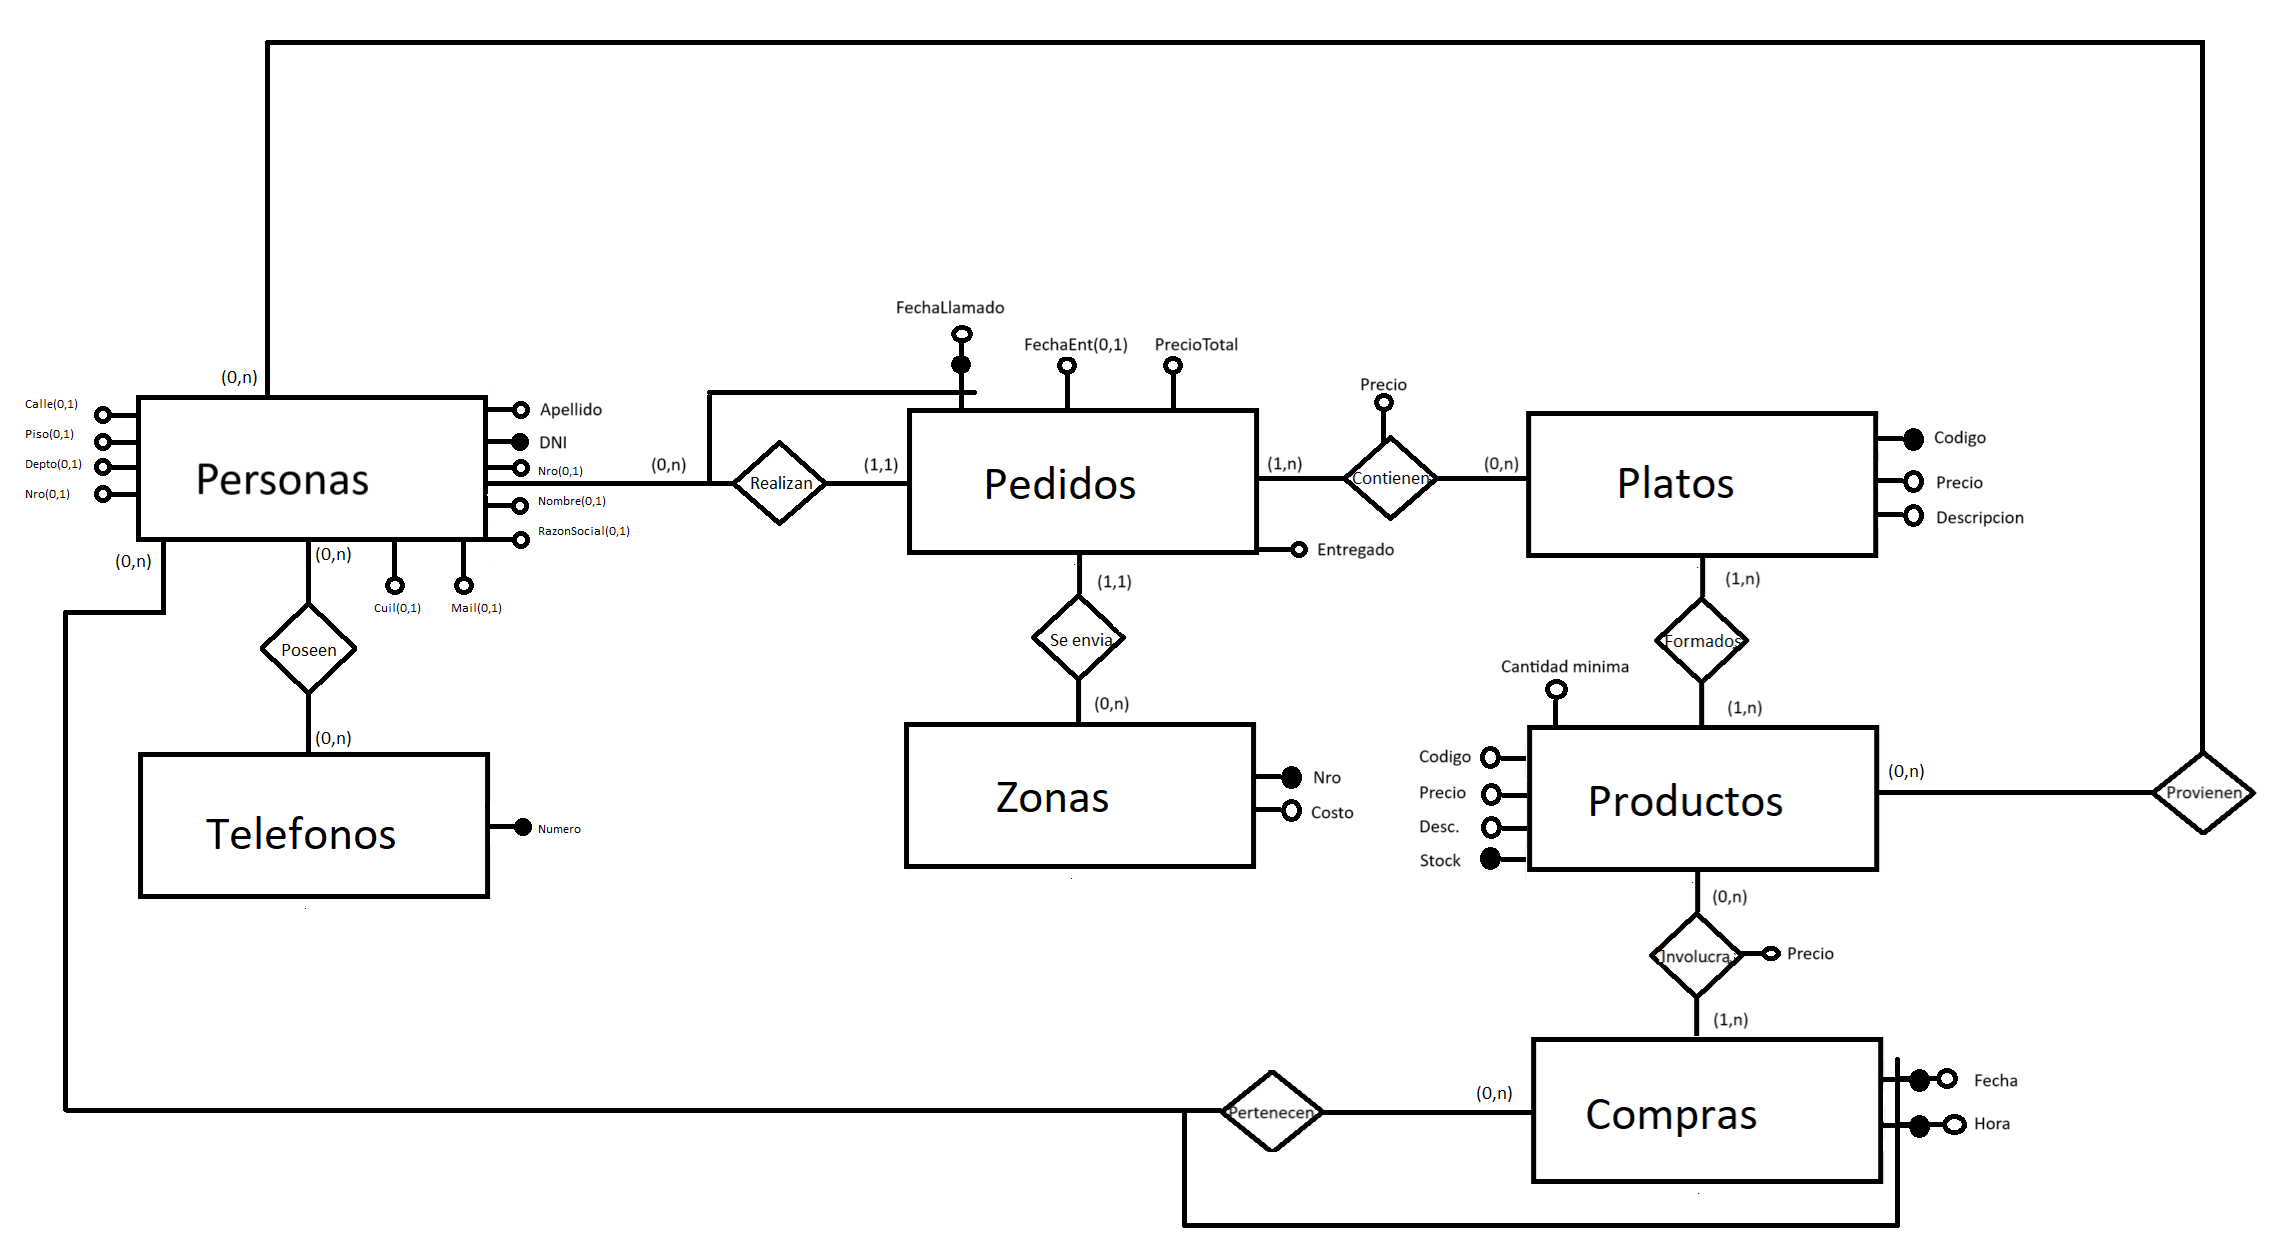 FechaLlamado
FechaEnt(0,1)
PrecioTotal
(0,n)
Precio
Calle(0,1)
Piso(0,1)
Depto(0,1)
Nro(0,1)
Personas
Apellido
DNI
Nro(0,1)
Nombre(0,1)
RazonSocial(0,1)
(0,n)
Realizan
(1,1)
Pedidos
(1,n)
Contienen
(0,n)
Platos
Codigo
Precio
Descripcion
Entregado
(0,n)
(0,n)
Cuil(0,1)
Mail(0,1)
(1,1)
(1,n)
Poseen
Se envia
Formados
Cantidad minima
(0,n)
(0,n)
(1,n)
Telefonos
Numero
Zonas
Nro
Costo
Codigo
Precio
Desc.
Stock
Productos
(0,n)
Provienen
(0,n)
Involucra
Precio
(1,n)
Pertenecen
(0,n)
Compras
Fecha
Hora